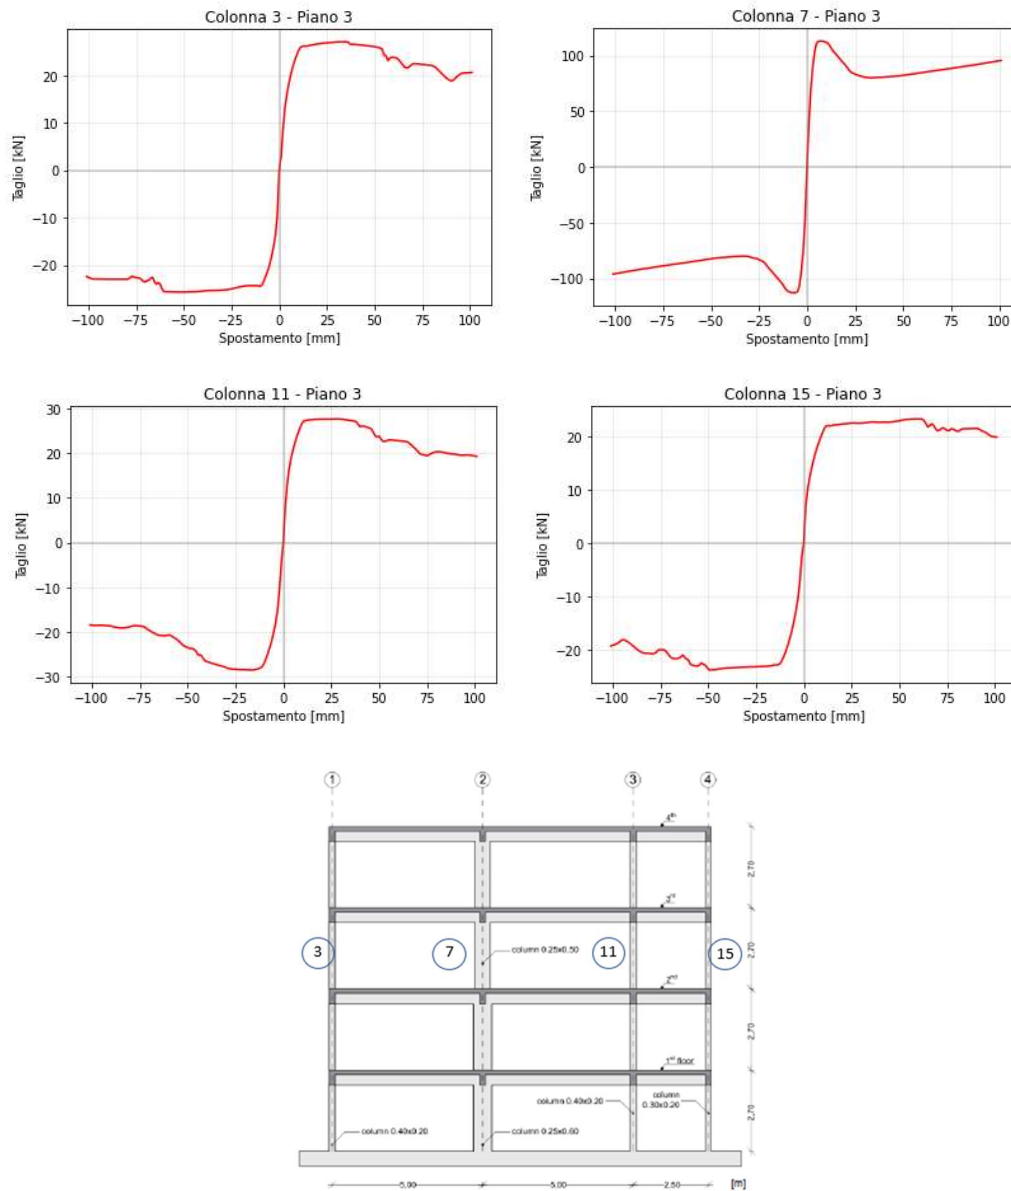 Colonna 3 - Piano 3
Taglio [kN]
20
10
0
−10
−20
−100 −75 −50 −25 0 25 50 75 100
Spostamento [mm]
Colonna 7 - Piano 3
Taglio [kN]
100
50
0
−50
−100
−100 −75 −50 −25 0 25 50 75 100
Spostamento [mm]
Colonna 11 - Piano 3
Taglio [kN]
30
20
10
0
−10
−20
−30
−100 −75 −50 −25 0 25 50 75 100
Spostamento [mm]
Colonna 15 - Piano 3
Taglio [kN]
20
10
0
−10
−20
−100 −75 −50 −25 0 25 50 75 100
Spostamento [mm]
1 2 3 4
4th
2,70
3rd
3 7 column 0.25x0.50 11 15
2,70
2nd
2,70
1st floor
column 0.40x0.20
column
0.30x0.20
2,70
column 0.40x0.20
column 0.25x0.60
5.00 5.00 2.50 [m]